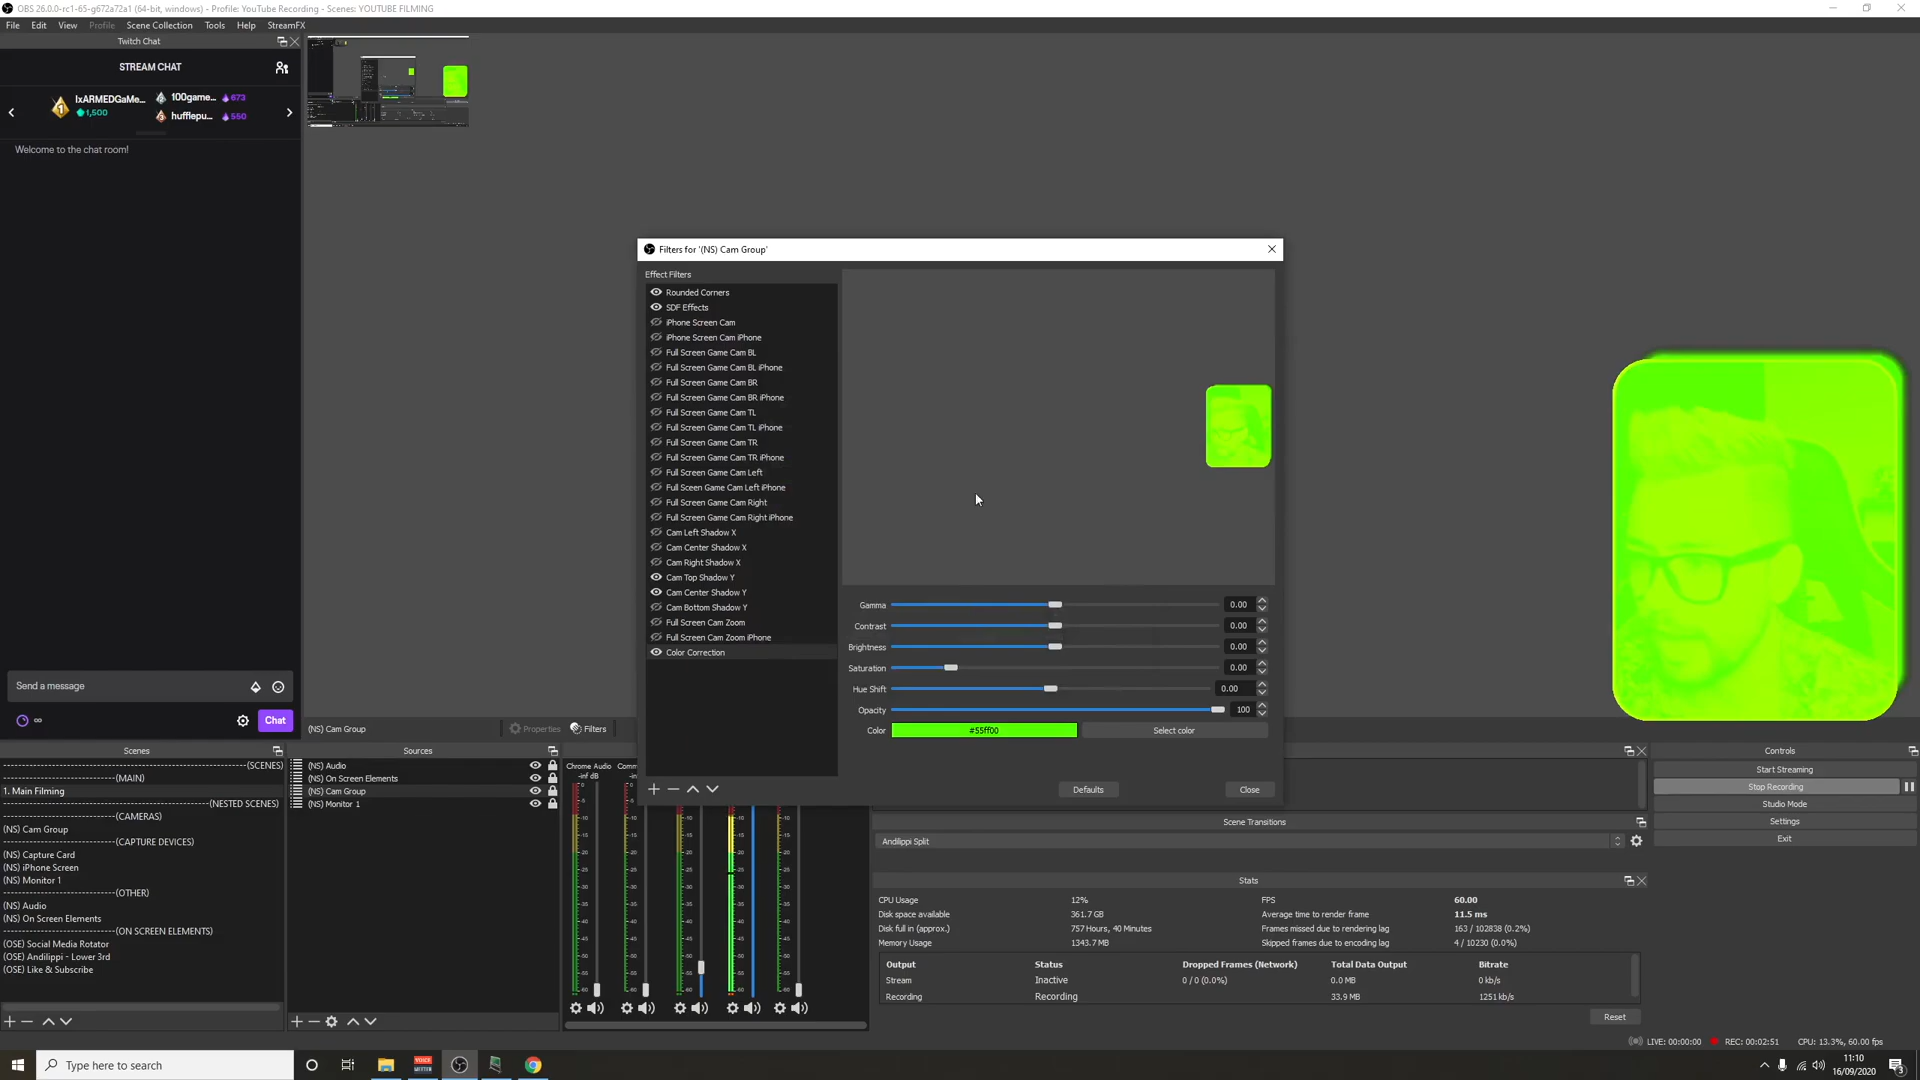 OBS 26.0.0-rc1-65-g672a72a1 (64-bit, windows) - Profile: YouTube Recording - Scenes: YOUTUBE FILMING
File Edit View Profile Scene Collection Tools Help StreamFX
Twitch Chat
STREAM CHAT
1 IxARMEDGaMe... 1,500
2 100game... 673
3 hufflepu... 550
Welcome to the chat room!
Send a message
Chat
Filters for '(NS) Cam Group'
Effect Filters
Rounded Corners
SDF Effects
iPhone Screen Cam
iPhone Screen Cam iPhone
Full Screen Game Cam BL
Full Screen Game Cam BL iPhone
Full Screen Game Cam BR
Full Screen Game Cam BR iPhone
Full Screen Game Cam TL
Full Screen Game Cam TL iPhone
Full Screen Game Cam TR
Full Screen Game Cam TR iPhone
Full Screen Game Cam Left
Full Sceen Game Cam Left iPhone
Full Screen Game Cam Right
Full Screen Game Cam Right iPhone
Cam Left Shadow X
Cam Center Shadow X
Cam Right Shadow X
Cam Top Shadow Y
Cam Center Shadow Y
Cam Bottom Shadow Y
Full Screen Cam Zoom
Full Screen Cam Zoom iPhone
Color Correction
Gamma 0.00
Contrast 0.00
Brightness 0.00
Saturation 0.00
Hue Shift 0.00
Opacity 100
Color #55ff00 Select color
Defaults Close
(NS) Cam Group Properties Filters
Scenes
------------------------------------------(SCENES)
------------------------(MAIN)
1. Main Filming
------------------------------------(NESTED SCENES)
------------------------(CAMERAS)
(NS) Cam Group
------------------------(CAPTURE DEVICES)
(NS) Capture Card
(NS) iPhone Screen
(NS) Monitor 1
------------------------(OTHER)
(NS) Audio
(NS) On Screen Elements
------------------------(ON SCREEN ELEMENTS)
(OSE) Social Media Rotator
(OSE) Andilippi - Lower 3rd
(OSE) Like & Subscribe
Sources
(NS) Audio
(NS) On Screen Elements
(NS) Cam Group
(NS) Monitor 1
Chrome Audio Comm
-inf dB -inf d
Scene Transitions
Andilippi Split
Stats
CPU Usage 12% FPS 60.00
Disk space available 361.7 GB Average time to render frame 11.5 ms
Disk full in (approx.) 757 Hours, 40 Minutes Frames missed due to rendering lag 163 / 102838 (0.2%)
Memory Usage 1343.7 MB Skipped frames due to encoding lag 4 / 10230 (0.0%)
Output Status Dropped Frames (Network) Total Data Output Bitrate
Stream Inactive 0 / 0 (0.0%) 0.0 MB 0 kb/s
Recording Recording 33.9 MB 1251 kb/s
Reset
Controls
Start Streaming
Stop Recording
Studio Mode
Settings
Exit
LIVE: 00:00:00 REC: 00:02:51 CPU: 13.3%, 60.00 fps
Type here to search
11:10
16/09/2020
3